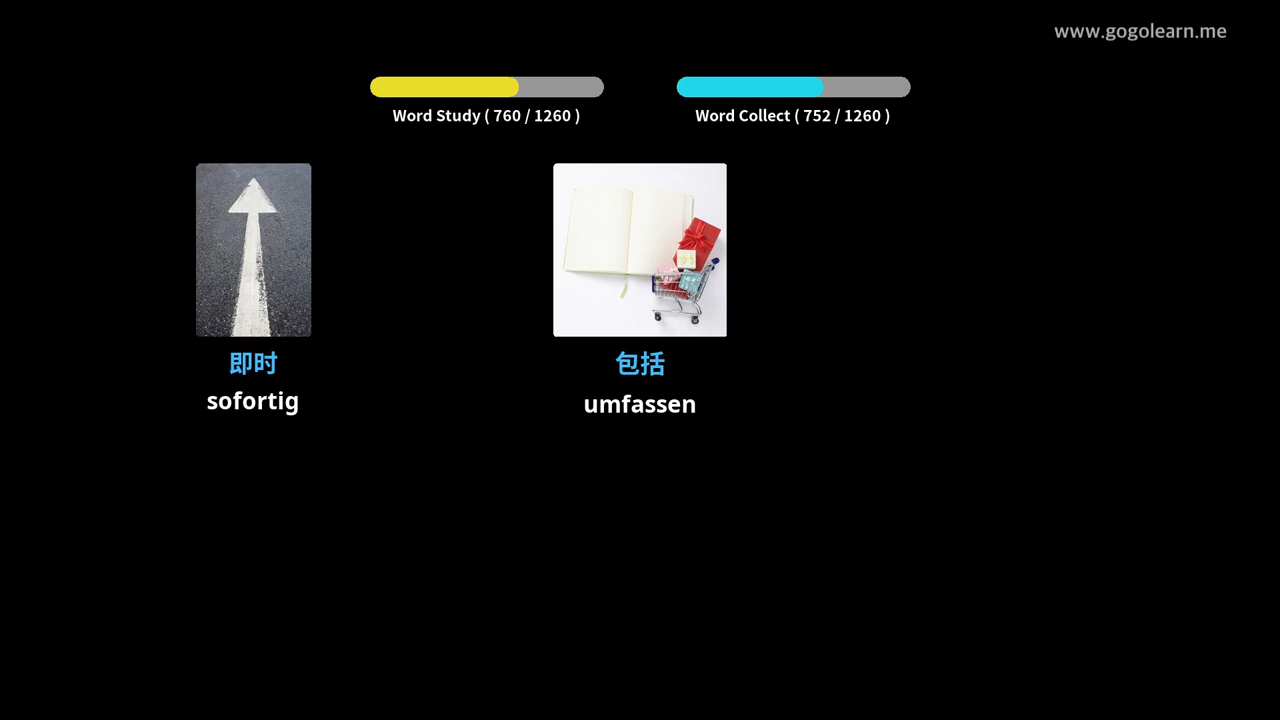 www.gogolearn.me
Word Study ( 760 / 1260 )
Word Collect ( 752 / 1260 )
即时
sofortig
包括
umfassen